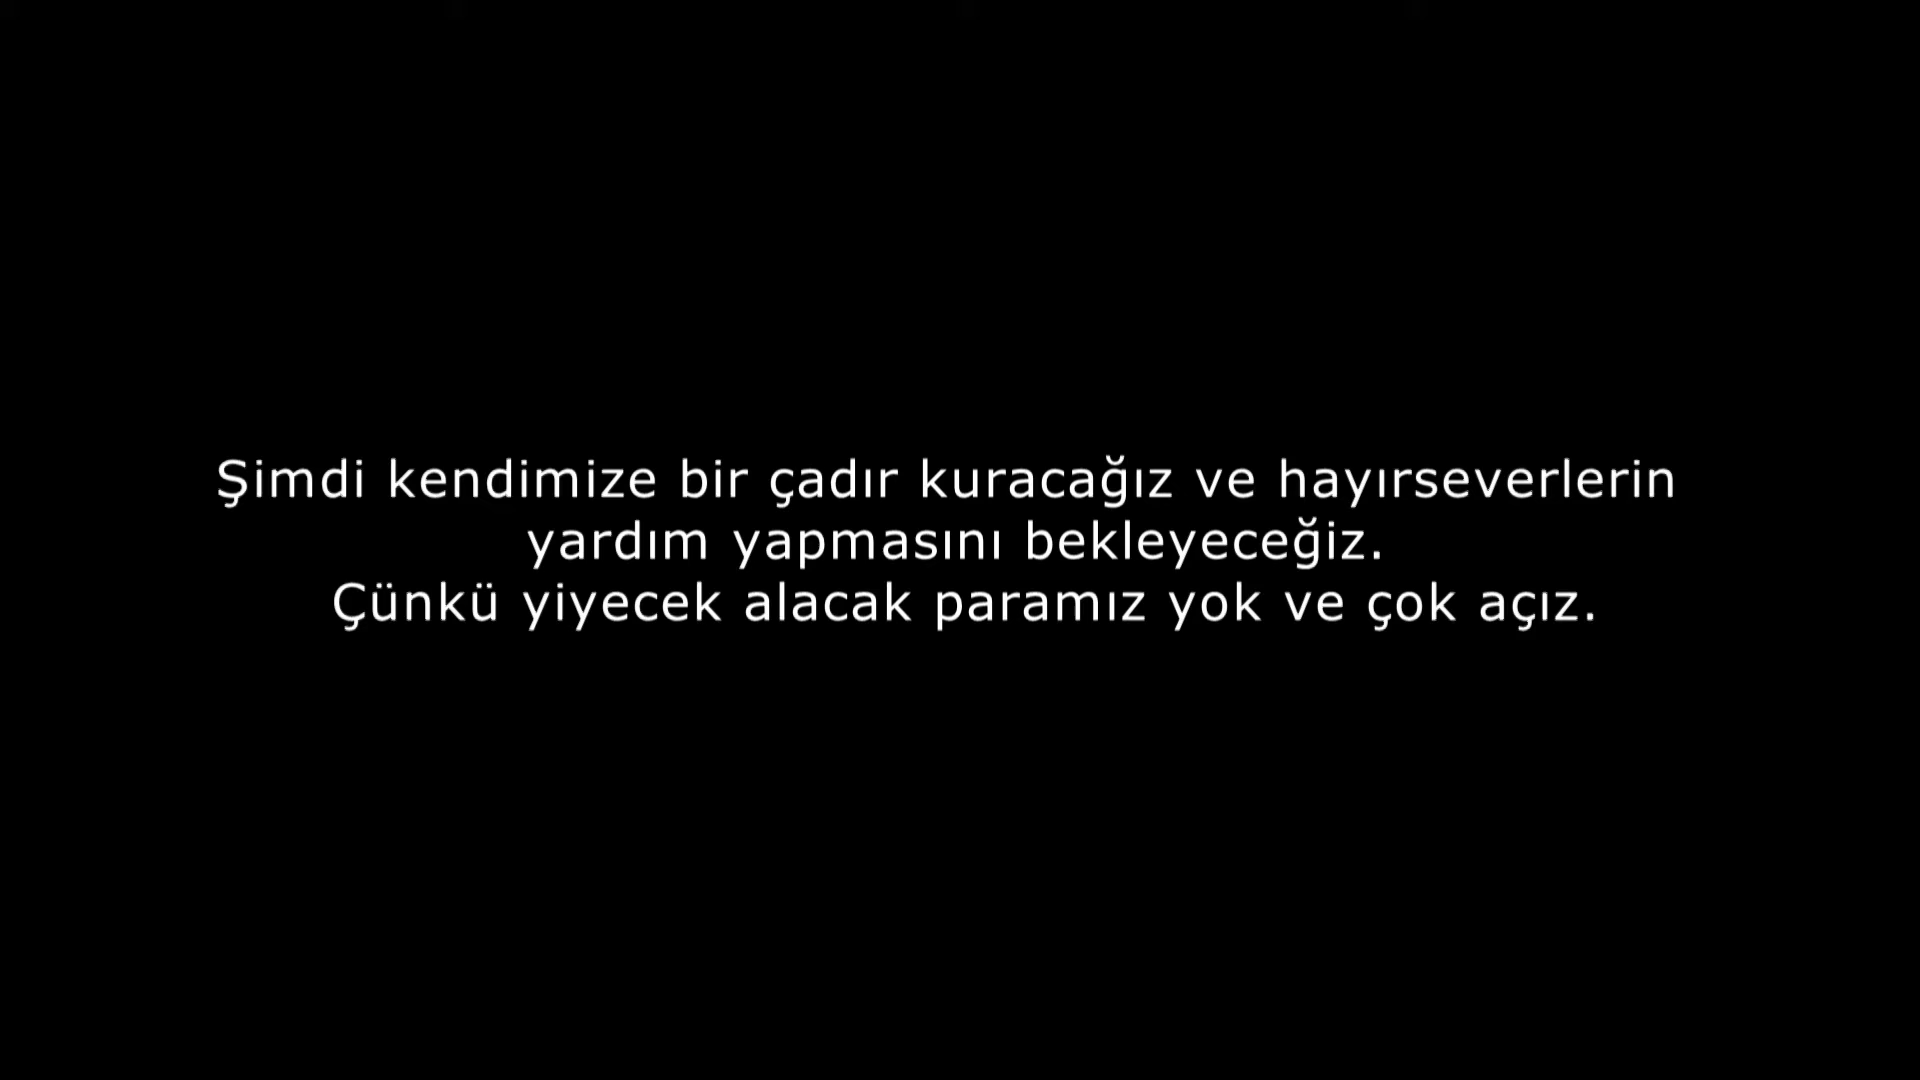 Şimdi kendimize bir çadır kuracağız ve hayırseverlerin
yardım yapmasını bekleyeceğiz.
Çünkü yiyecek alacak paramız yok ve çok açız.